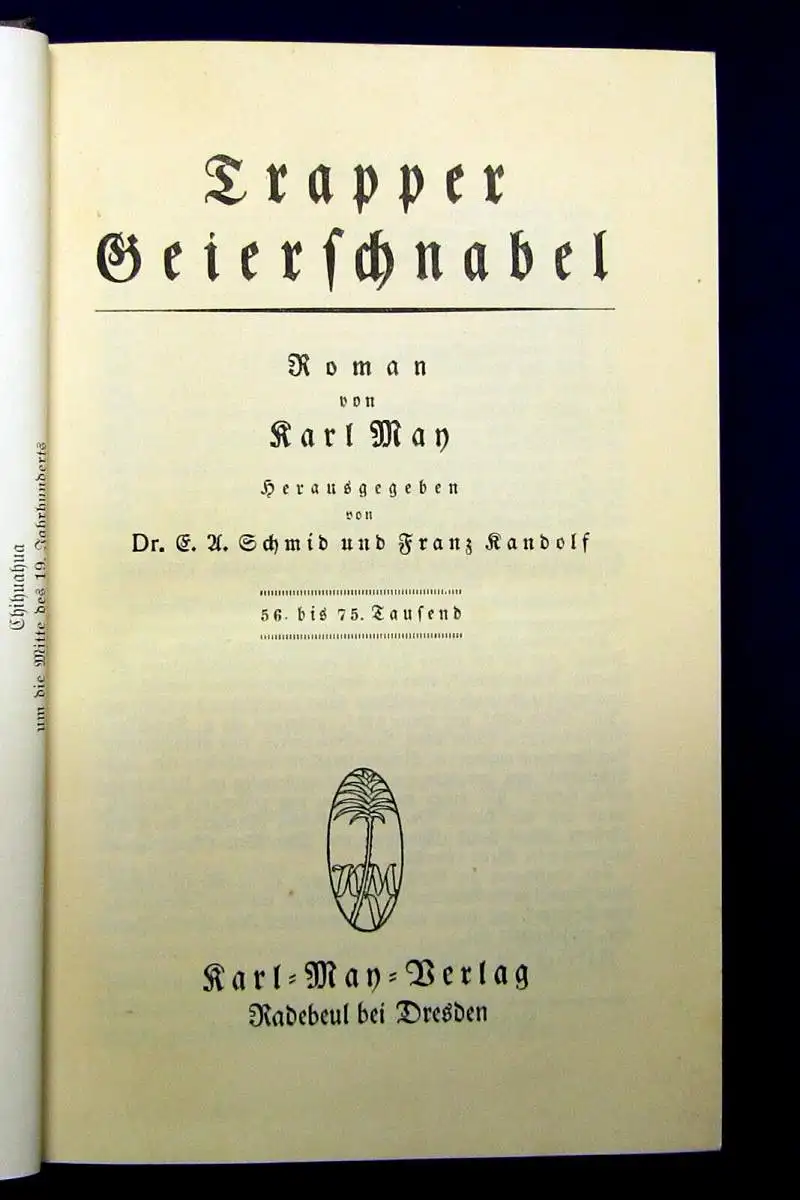 Chihuahua
um die Mitte des 19. Jahrhunderts
Trapper
Geierſchnabel
Roman
von
Karl May
Herausgegeben
von
Dr. E. A. Schmid und Franz Kandolf
56. bis 75. Tauſend
KMV
Karl-May-Verlag
Radebeul bei Dresden